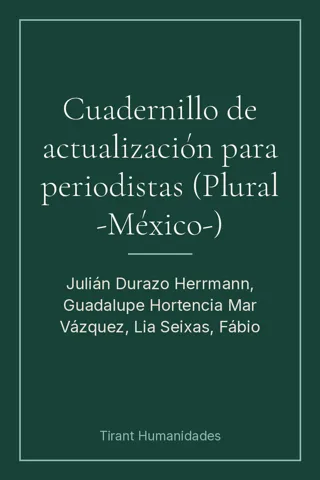 Cuadernillo de
actualización para
periodistas (Plural
-México-)
Julián Durazo Herrmann,
Guadalupe Hortencia Mar
Vázquez, Lia Seixas, Fábio
Tirant Humanidades